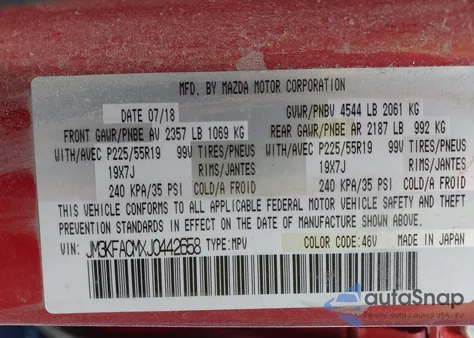 MFD. BY MAZDA MOTOR CORPORATION
DATE 07/18 GVWR/PNBV 4544 LB 2061 KG
FRONT GAWR/PNBE AV 2357 LB 1069 KG REAR GAWR/PNBE AR 2187 LB 992 KG
WITH/AVEC P225/55R19 99V TIRES/PNEUS WITH/AVEC P225/55R19 99V TIRES/PNEUS
19X7J RIMS/JANTES 19X7J RIMS/JANTES
240 KPA/35 PSI COLD/A FROID 240 KPA/35 PSI COLD/A FROID
THIS VEHICLE CONFORMS TO ALL APPLICABLE FEDERAL MOTOR VEHICLE SAFETY AND THEFT
PREVENTION STANDARDS IN EFFECT ON THE DATE OF MANUFACTURE SHOWN ABOVE.
VIN: JM3KFACMXJ0442658 TYPE:MPV COLOR CODE:46V MADE IN JAPAN
autoSnap